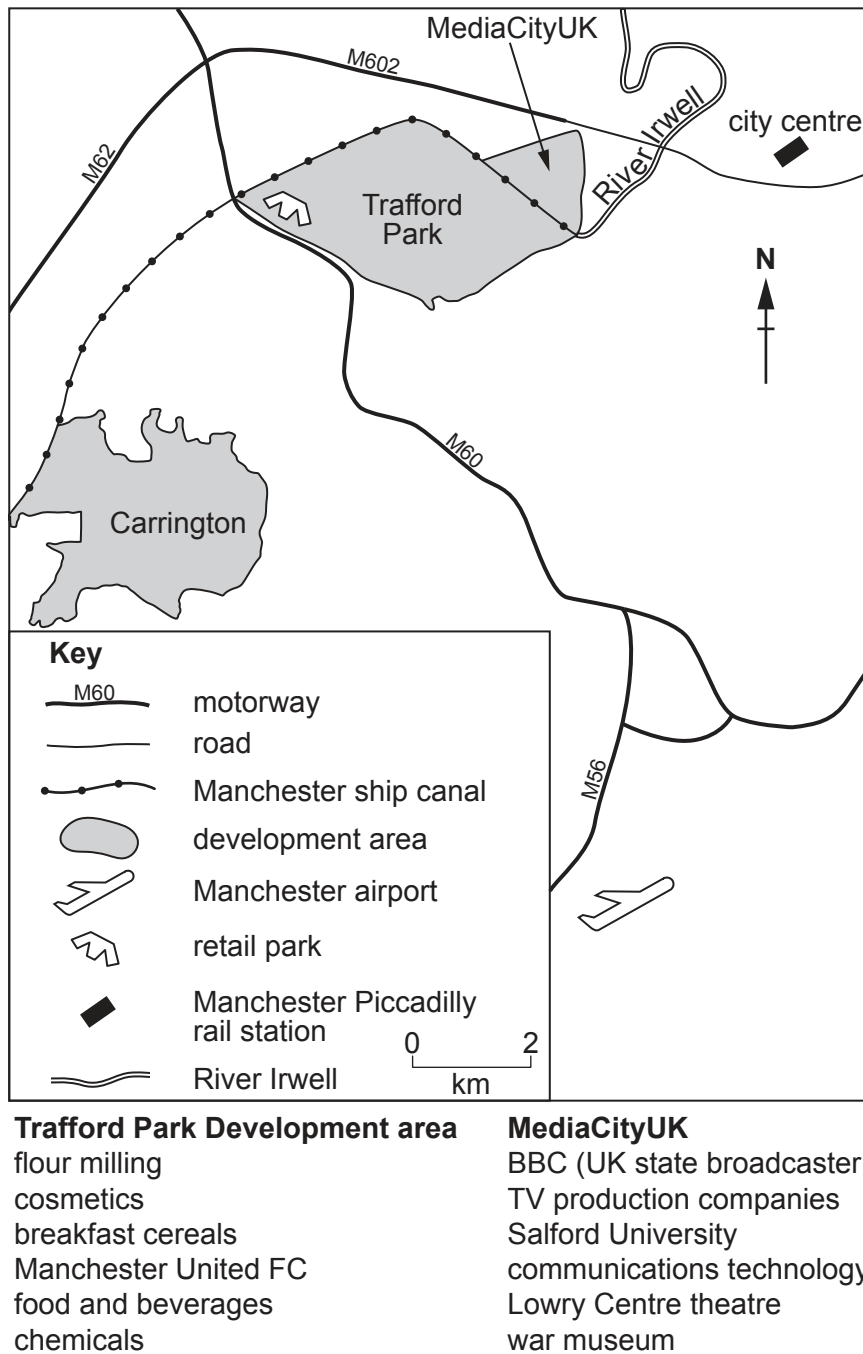 MediaCityUK
M602
River Irwell
city centre
M62
Trafford
Park
N
M60
Carrington
Key
M60
motorway
road
Manchester ship canal
development area
Manchester airport
retail park
Manchester Piccadilly
rail station
River Irwell
0 2
km
M56
Trafford Park Development area
flour milling
cosmetics
breakfast cereals
Manchester United FC
food and beverages
chemicals
MediaCityUK
BBC (UK state broadcaster
TV production companies
Salford University
communications technology
Lowry Centre theatre
war museum